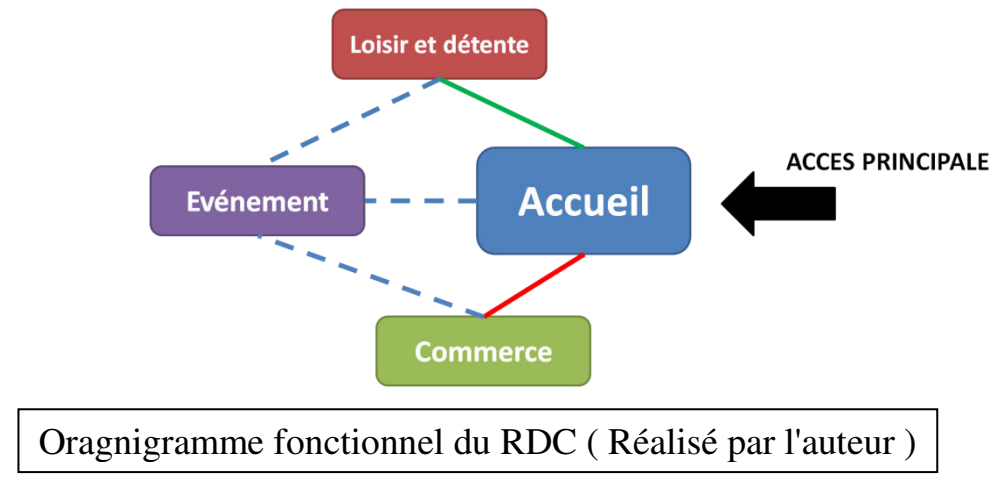 Loisir et détente
ACCES PRINCIPALE
Evénement
Accueil
Commerce
Oragnigramme fonctionnel du RDC ( Réalisé par l'auteur )